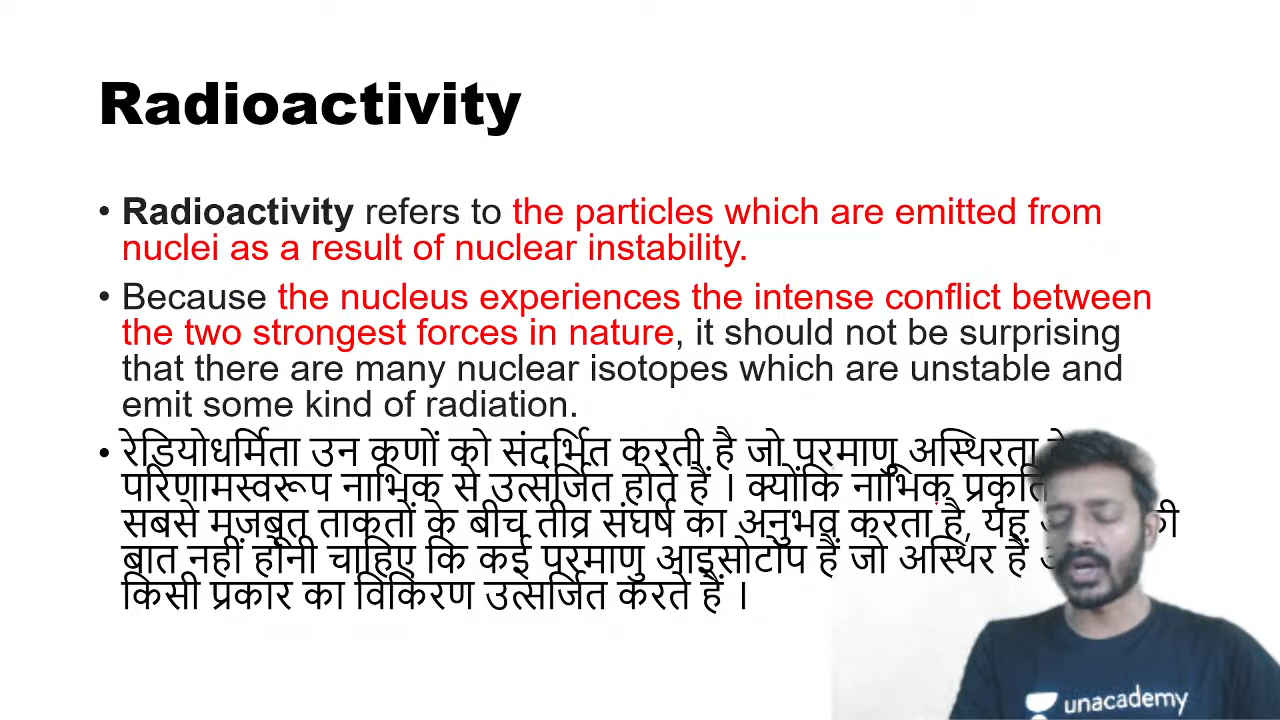 Radioactivity
• Radioactivity refers to the particles which are emitted from
nuclei as a result of nuclear instability.
• Because the nucleus experiences the intense conflict between
the two strongest forces in nature, it should not be surprising
that there are many nuclear isotopes which are unstable and
emit some kind of radiation.
• रेडियोधर्मिता उन कणों को संदर्भित करती है जो परमाणु अस्थिरता
परिणामस्वरूप नाभिक से उत्सर्जित होते हैं । क्योंकि नाभिक
सबसे मजबूत ताकतों के बीच तीव्र संघर्ष का अनुभव करता है, यह
बात नहीं होनी चाहिए कि कई परमाणु आइसोटोप हैं जो अस्थिर हैं
किसी प्रकार का विकिरण उत्सर्जित करते हैं ।
unacademy